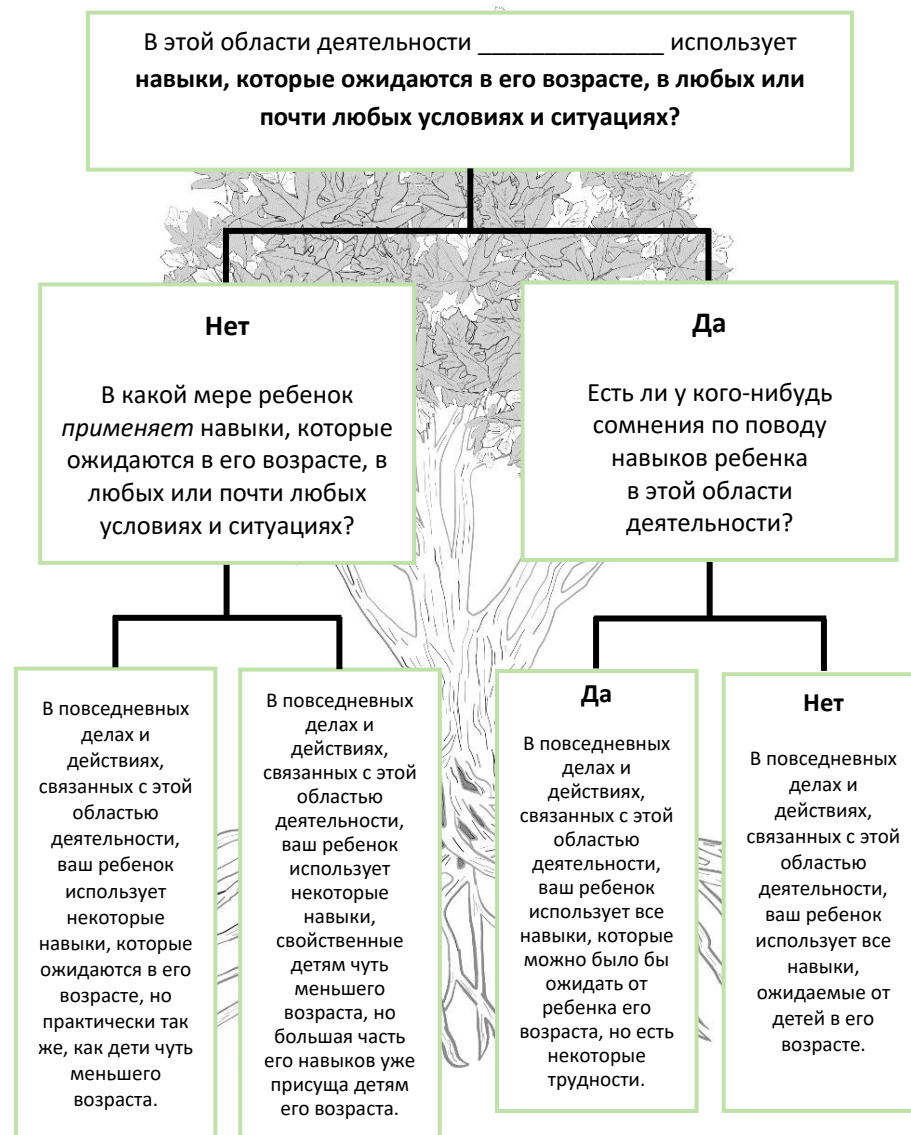 В этой области деятельности ______________ использует
навыки, которые ожидаются в его возрасте, в любых или
почти любых условиях и ситуациях?
Нет
В какой мере ребенок
применяет навыки, которые
ожидаются в его возрасте, в
любых или почти любых
условиях и ситуациях?
Да
Есть ли у кого-нибудь
сомнения по поводу
навыков ребенка
в этой области
деятельности?
В повседневных
делах и
действиях,
связанных с этой
областью
деятельности,
ваш ребенок
использует
некоторые
навыки, которые
ожидаются в его
возрасте, но
практически так
же, как дети чуть
меньшего
возраста.
В повседневных
делах и
действиях,
связанных с этой
областью
деятельности,
ваш ребенок
использует
некоторые
навыки,
свойственные
детям чуть
меньшего
возраста, но
большая часть
его навыков уже
присуща детям
его возраста.
Да
В повседневных
делах и
действиях,
связанных с этой
областью
деятельности,
ваш ребенок
использует все
навыки, которые
можно было бы
ожидать от
ребенка его
возраста, но есть
некоторые
трудности.
Нет
В повседневных
делах и
действиях,
связанных с этой
областью
деятельности,
ваш ребенок
использует все
навыки,
ожидаемые от
детей в его
возрасте.